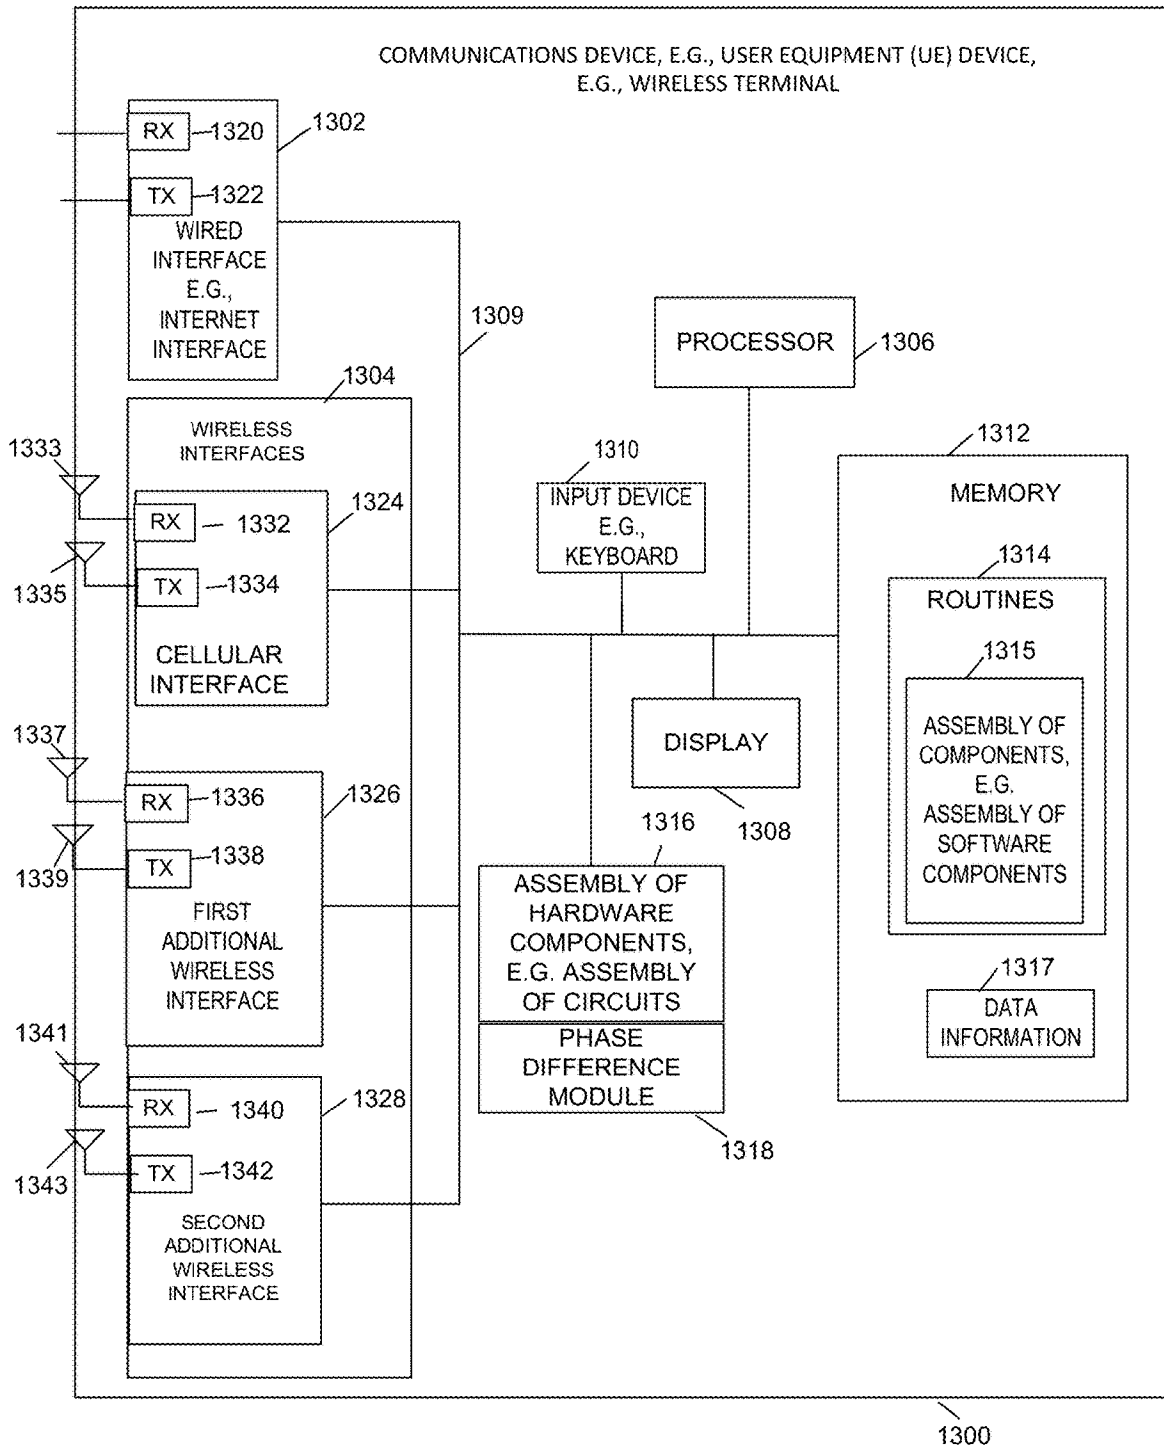 COMMUNICATIONS DEVICE, E.G., USER EQUIPMENT (UE) DEVICE,
E.G., WIRELESS TERMINAL
RX
1320
1302
TX
1322
WIRED
INTERFACE
E.G.,
INTERNET
INTERFACE
1309
PROCESSOR
1306
1304
WIRELESS
INTERFACES
1333
1324
RX
1332
1335
TX
1334
CELLULAR
INTERFACE
1310
INPUT DEVICE
E.G.,
KEYBOARD
1312
MEMORY
1314
ROUTINES
1315
ASSEMBLY OF
COMPONENTS,
E.G.
ASSEMBLY OF
SOFTWARE
COMPONENTS
1317
DATA
INFORMATION
DISPLAY
1308
1337
1326
RX
1336
1339
TX
1338
FIRST
ADDITIONAL
WIRELESS
INTERFACE
1316
ASSEMBLY OF
HARDWARE
COMPONENTS,
E.G. ASSEMBLY
OF CIRCUITS
PHASE
DIFFERENCE
MODULE
1318
1341
1328
RX
1340
1343
TX
1342
SECOND
ADDITIONAL
WIRELESS
INTERFACE
1300